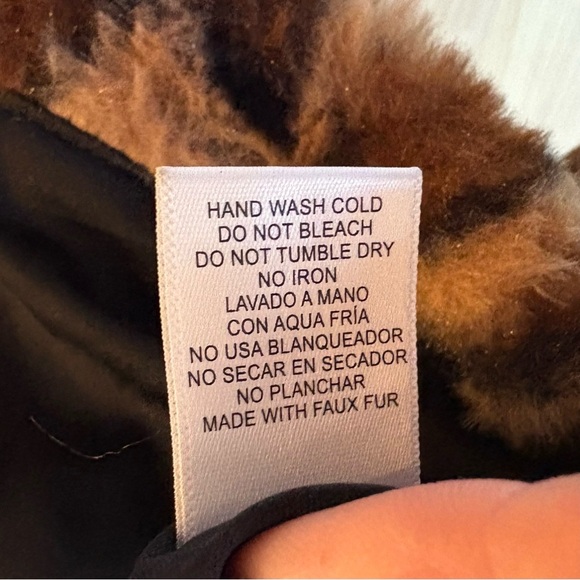 HAND WASH COLD
DO NOT BLEACH
DO NOT TUMBLE DRY
NO IRON
LAVADO A MANO
CON AQUA FRÍA
NO USA BLANQUEADOR
NO SECAR EN SECADOR
NO PLANCHAR
MADE WITH FAUX FUR